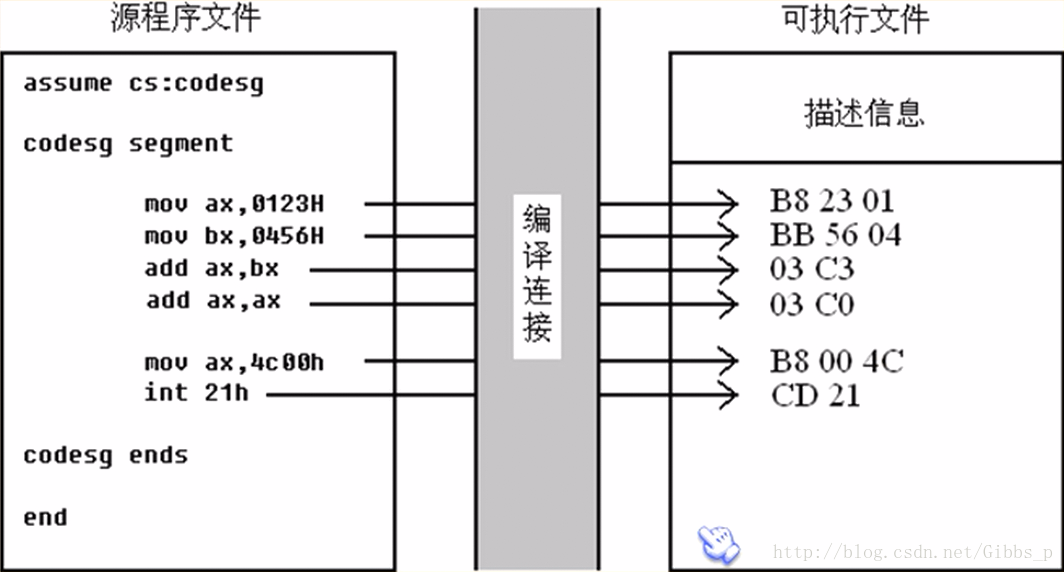 源程序文件
assume cs:codesg
codesg segment
mov ax,0123H
mov bx,0456H
add ax,bx
add ax,ax
mov ax,4c00h
int 21h
codesg ends
end
编
译
连
接
可执行文件
描述信息
B8 23 01
BB 56 04
03 C3
03 C0
B8 00 4C
CD 21
http://blog.csdn.net/Gibbs_p